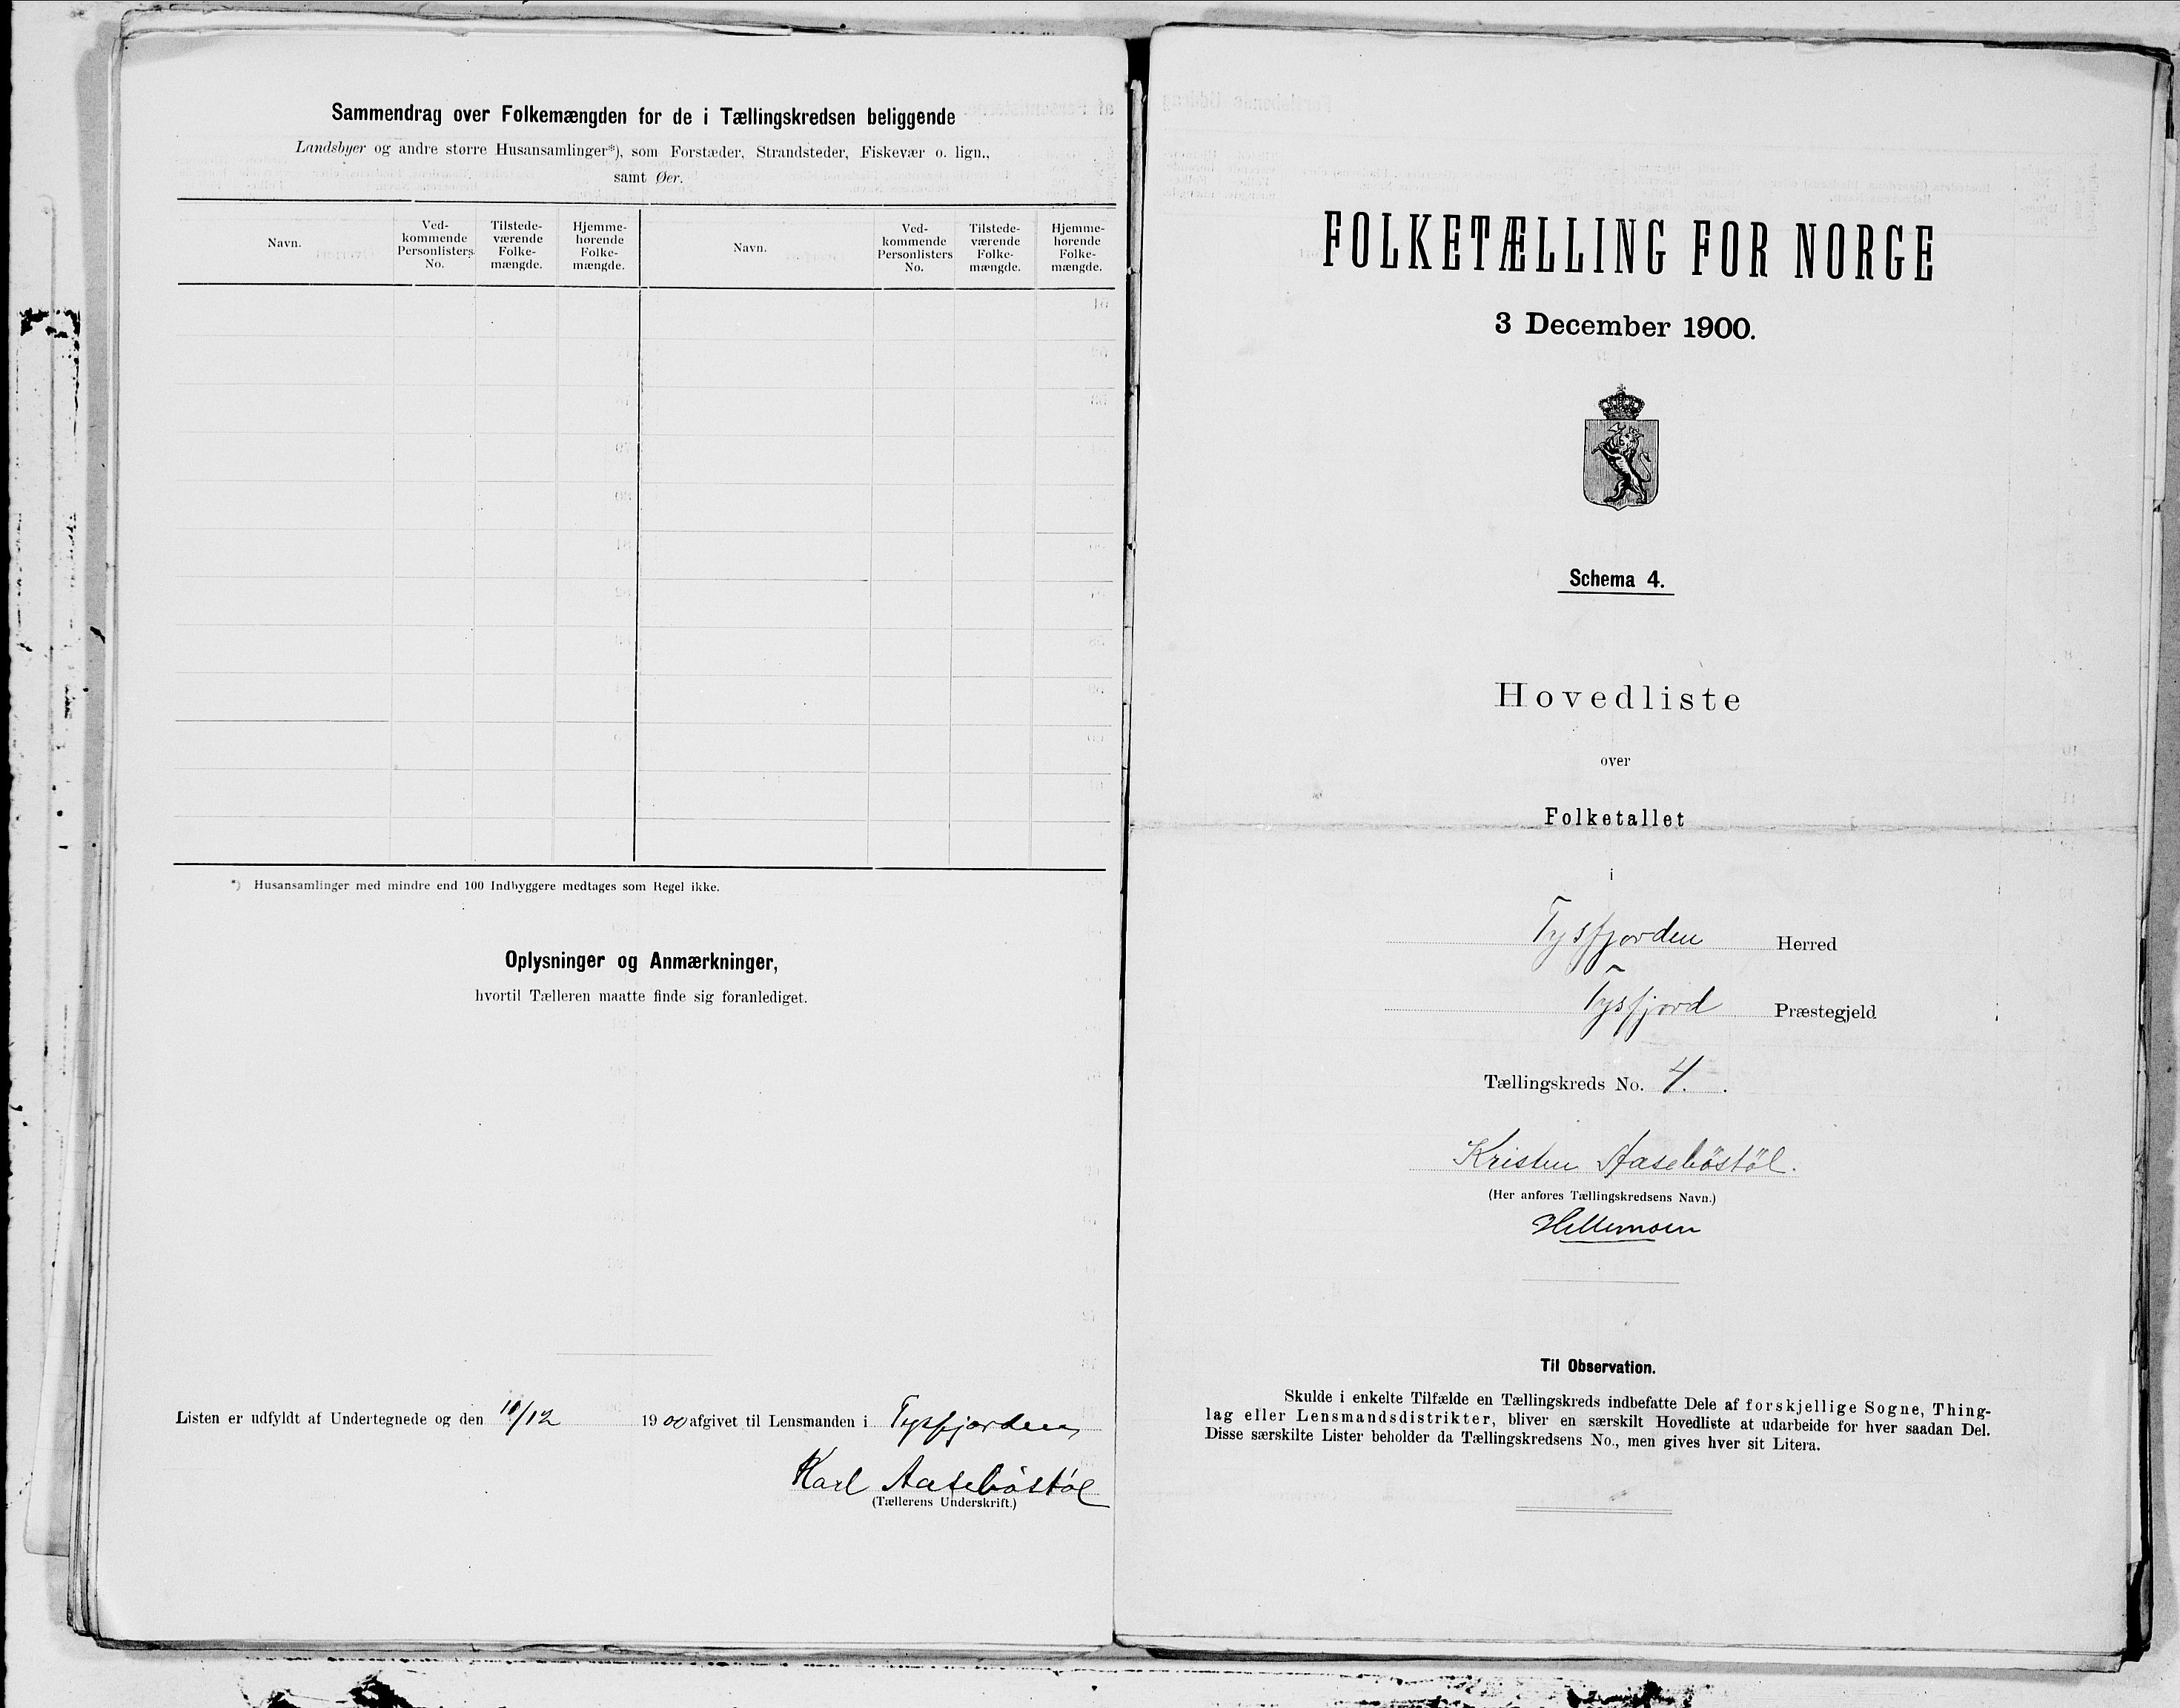 Sammendrag over Folkemængden for de i Tællingskredsen beliggende
Landsbyer og andre større Husansamlinger*), som Forstæder, Strandsteder, Fiskevær o. lign.,
samt Øer.
Navn.
Ved-
kommende
Personlisters
No.
Tilstede-
værende
Folke-
mængde.
Hjemme-
hørende
Folke-
mængde.
Navn.
Ved-
kommende
Personlisters
No.
Tilstede-
værende
Folke-
mængde.
Hjemme-
hørende
Folke-
mængde.
*) Husansamlinger med mindre end 100 Indbyggere medtages som Regel ikke.
Oplysninger og Anmærkninger,
hvortil Tælleren maatte finde sig foranlediget.
Listen er udfyldt af Undertegnede og den 10/12 1900 afgivet til Lensmanden i Tysfjorden
Karl Aasebøstøl
(Tællerens Underskrift.)
FOLKETÆLLING FOR NORGE
3 December 1900.
Schema 4.
Hovedliste
over
Folketallet
i
Tysfjorden Herred
Tysfjord Præstegjeld
Tællingskreds No. 4.
Kristen Aasebøstøl.
(Her anføres Tællingskredsens Navn.)
Hellemoen
Til Observation.
Skulde i enkelte Tilfælde en Tællingskreds indbefatte Dele af forskjellige Sogne, Thing-
lag eller Lensmandsdistrikter, bliver en særskilt Hovedliste at udarbeide for hver saadan Del.
Disse særskilte Lister beholder da Tællingskredsens No., men gives hver sit Litera.